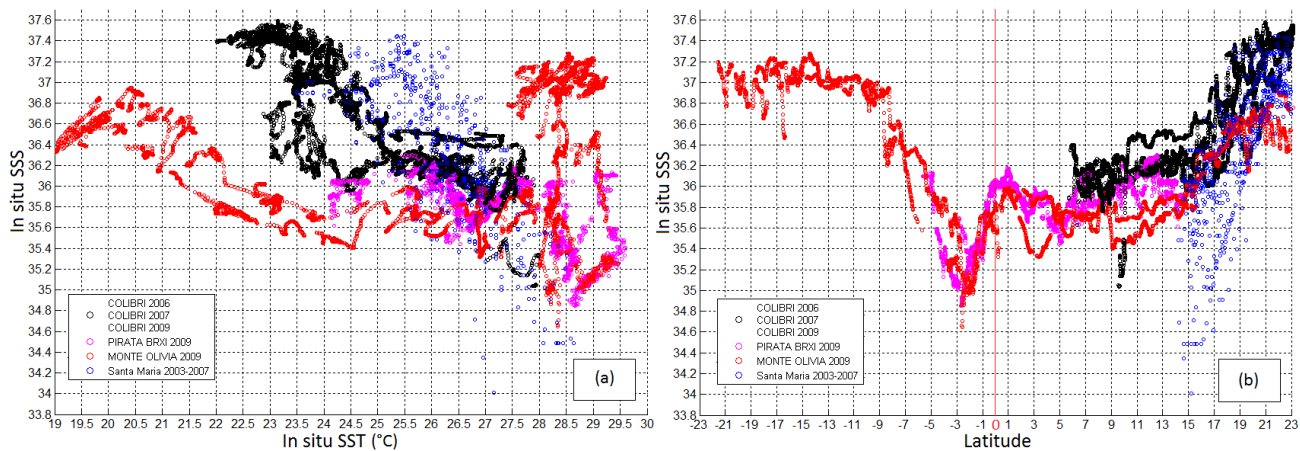 37.6
37.4
37.2
37
36.8
36.6
36.4
36.2
36
35.8
35.6
35.4
35.2
35
34.8
34.6
34.4
34.2
34
33.8
In situ SSS
19 19.5 20 20.5 21 21.5 22 22.5 23 23.5 24 24.5 25 25.5 26 26.5 27 27.5 28 28.5 29 29.5 30
In situ SST (°C)
COLIBRI 2006
COLIBRI 2007
COLIBRI 2009
PIRATA BRXI 2009
MONTE OLIVIA 2009
Santa Maria 2003-2007
(a)
37.6
37.4
37.2
37
36.8
36.6
36.4
36.2
36
35.8
35.6
35.4
35.2
35
34.8
34.6
34.4
34.2
34
33.8
In situ SSS
-23 -21 -19 -17 -15 -13 -11 -9 -7 -5 -3 -1 0 1 3 5 7 9 11 13 15 17 19 21 23
Latitude
COLIBRI 2006
COLIBRI 2007
COLIBRI 2009
PIRATA BRXI 2009
MONTE OLIVIA 2009
Santa Maria 2003-2007
(b)